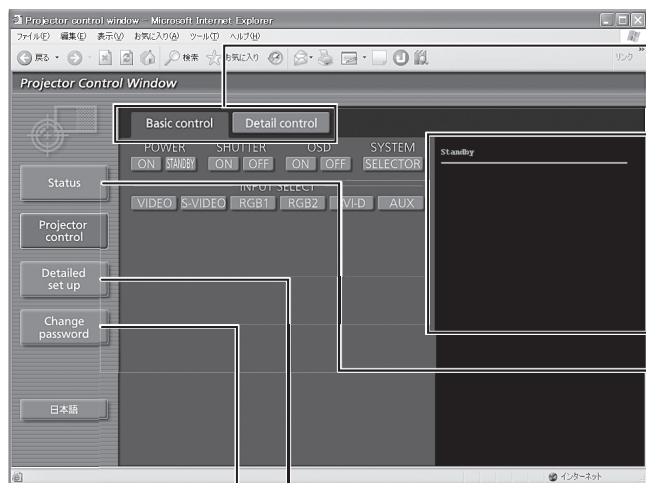 Projector control window - Microsoft Internet Explorer
ファイル(F) 編集(E) 表示(V) お気に入り(A) ツール(T) ヘルプ(H)
戻る 検索 お気に入り リンク
Projector Control Window
Basic control Detail control
POWER SHUTTER OSD SYSTEM
ON STANDBY ON OFF ON OFF SELECTOR
Standby
INPUT SELECT
VIDEO S-VIDEO RGB1 RGB2 VI-D AUX
Status
Projector
control
Detailed
set up
Change
password
日本語
インターネット